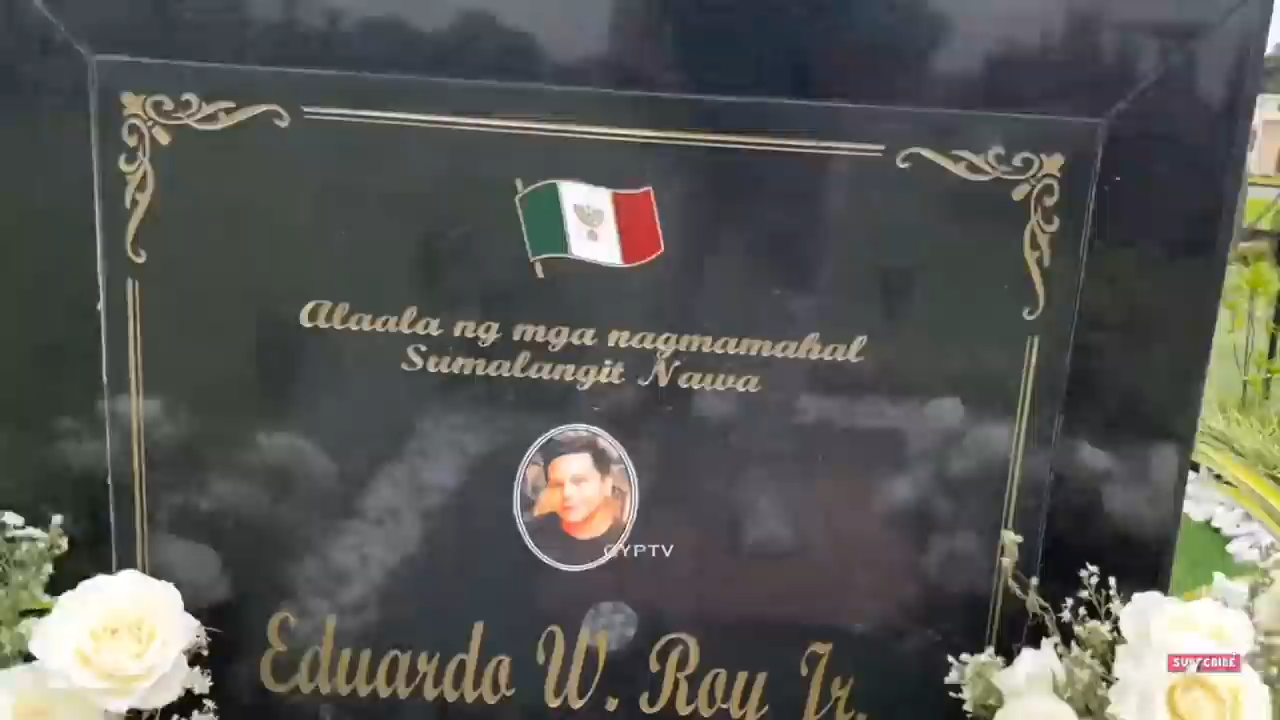 Alaala ng mga nagmamahal
Sumalangit Nawa
GYPTV
Eduardo W. Roy Jr.
SUBSCRIBE